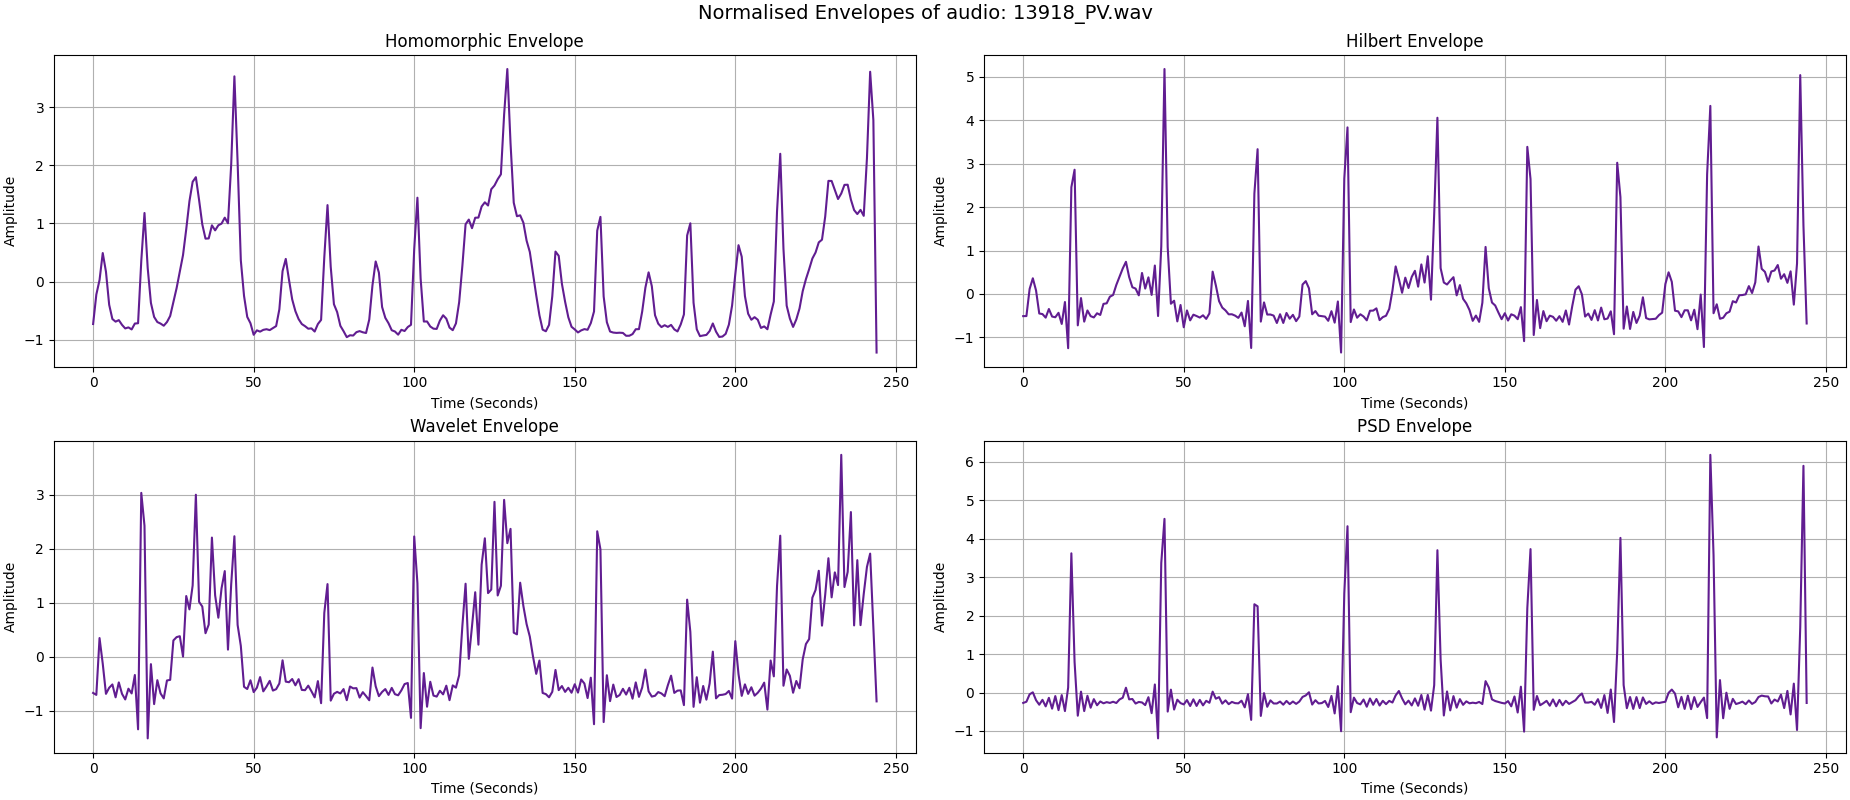 Normalised Envelopes of audio: 13918_PV.wav
Homomorphic Envelope
Amplitude
3
2
1
0
−1
0 50 100 150 200 250
Time (Seconds)
Hilbert Envelope
Amplitude
5
4
3
2
1
0
−1
0 50 100 150 200 250
Time (Seconds)
Wavelet Envelope
Amplitude
3
2
1
0
−1
0 50 100 150 200 250
Time (Seconds)
PSD Envelope
Amplitude
6
5
4
3
2
1
0
−1
0 50 100 150 200 250
Time (Seconds)